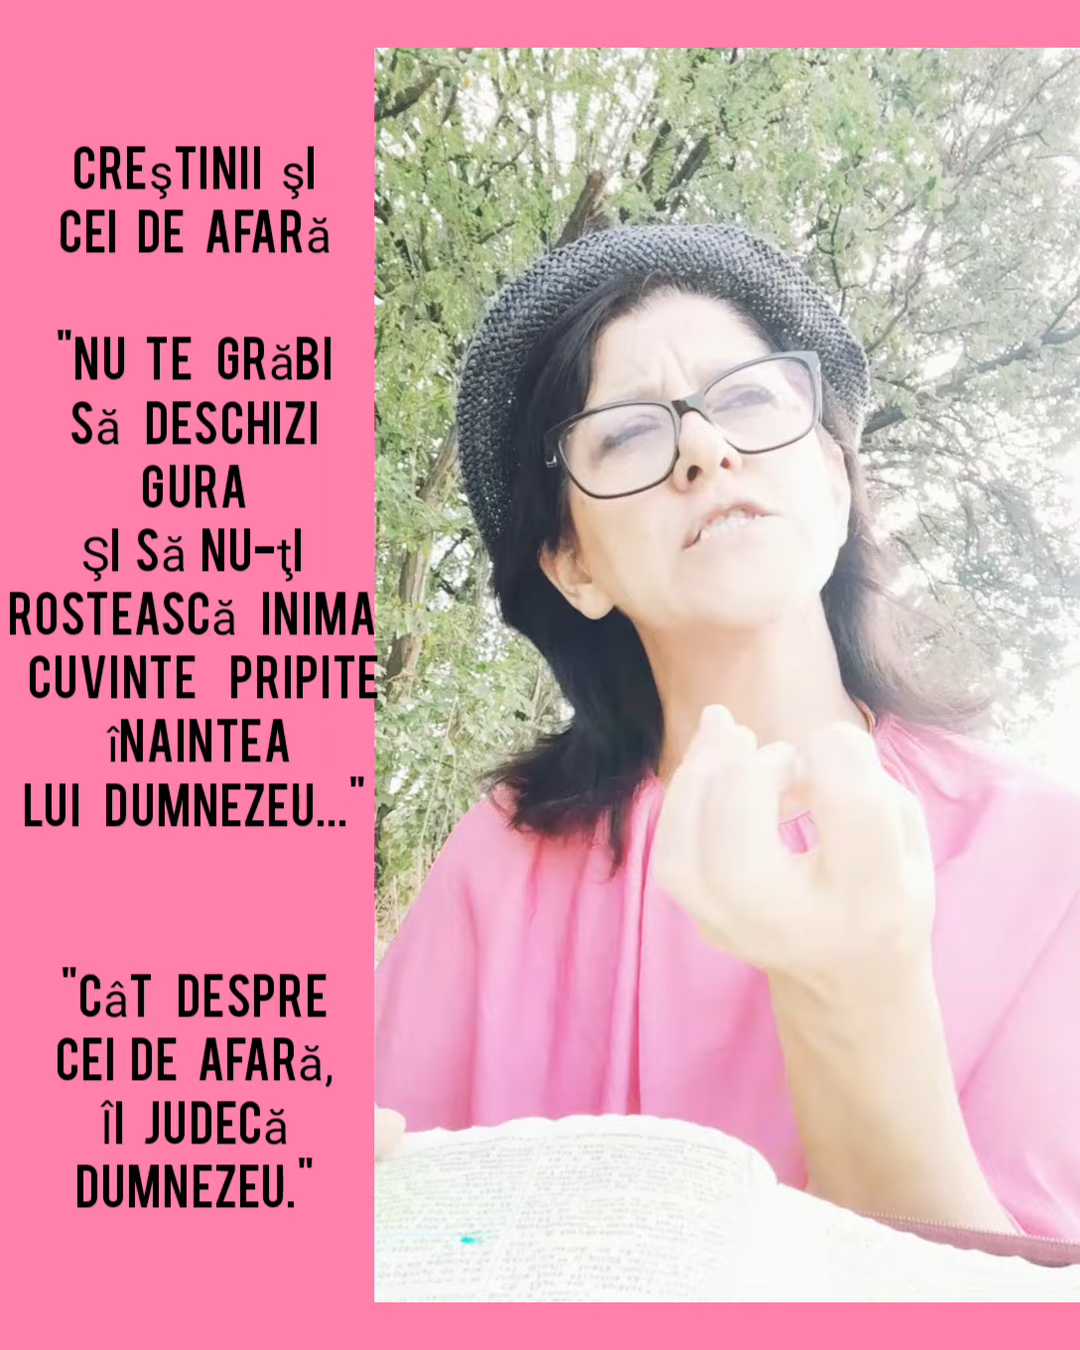 CREşTINII şI
CEI DE AFARă
"NU TE GRăBI
Să DESCHIZI
GURA
ŞI Să NU-ţI
ROSTEASCă INIMA
CUVINTE PRIPITE
îNAINTEA
LUI DUMNEZEU..."
"CâT DESPRE
CEI DE AFARă,
ÎI JUDECă
DUMNEZEU."